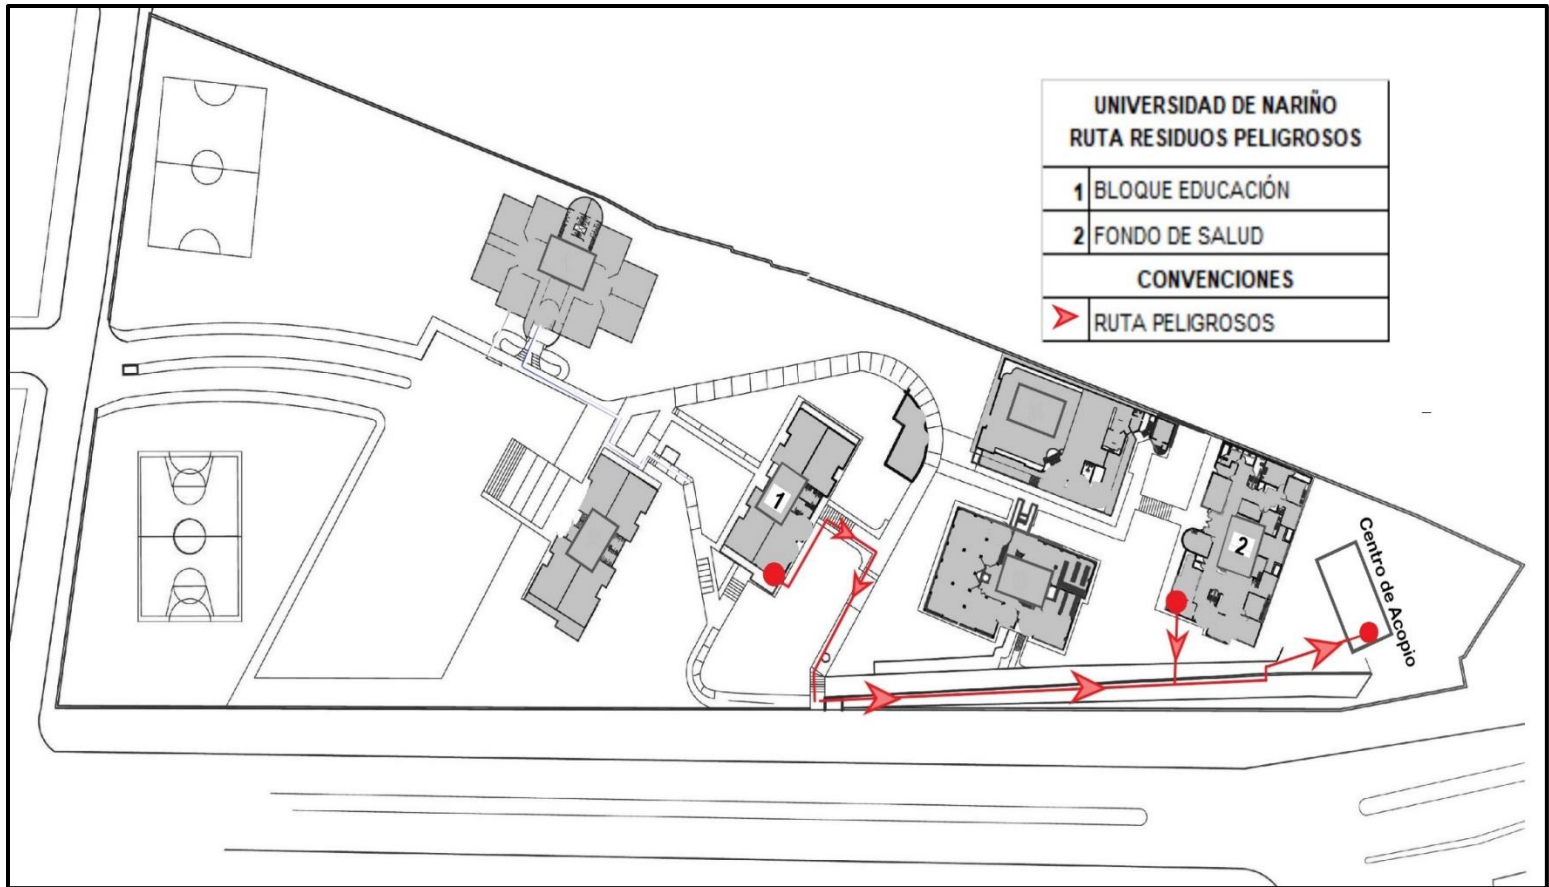 UNIVERSIDAD DE NARIÑO
RUTA RESIDUOS PELIGROSOS
1 BLOQUE EDUCACIÓN
2 FONDO DE SALUD
CONVENCIONES
RUTA PELIGROSOS
1
2
Centro de Acopio